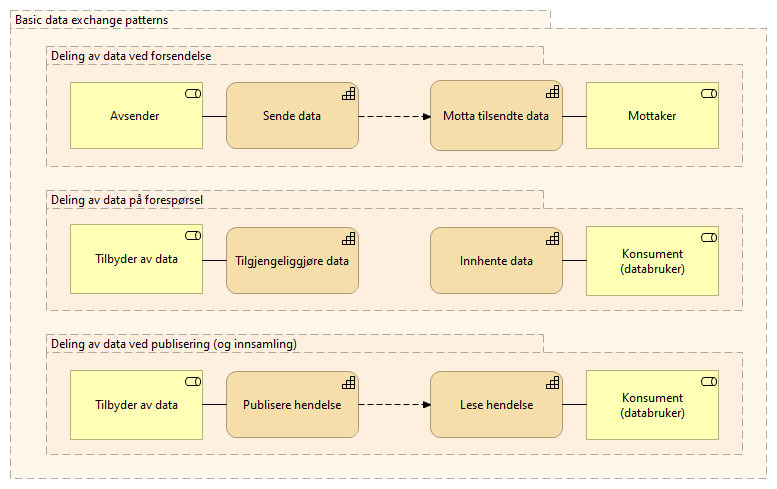 Basic data exchange patterns
Deling av data ved forsendelse
Avsender
Sende data
Motta tilsendte data
Mottaker
Deling av data på forespørsel
Tilbyder av data
Tilgjengeliggjøre data
Innhente data
Konsument
(databruker)
Deling av data ved publisering (og innsamling)
Tilbyder av data
Publisere hendelse
Lese hendelse
Konsument
(databruker)